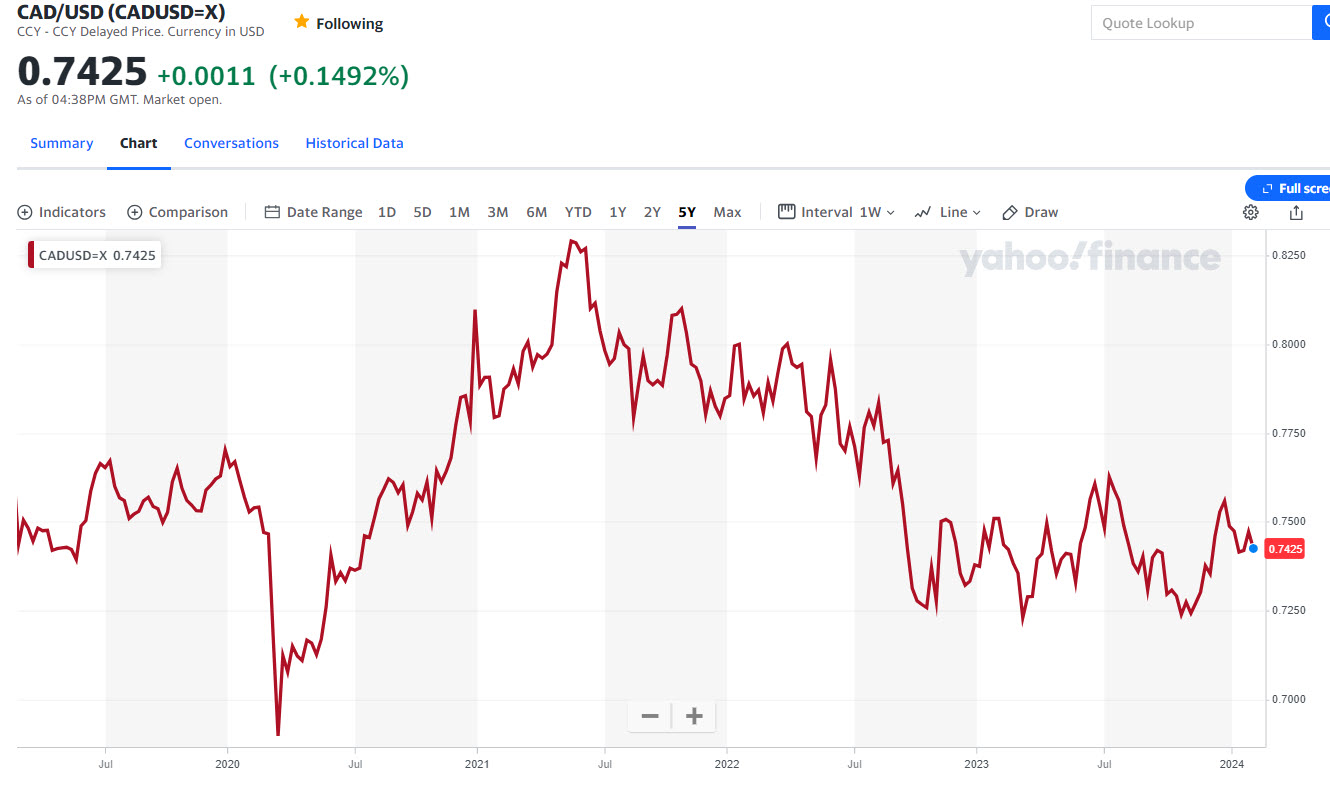 CAD/USD (CADUSD=X)
CCY - CCY Delayed Price. Currency in USD
Following
Quote Lookup
0.7425 +0.0011 (+0.1492%)
As of 04:38PM GMT. Market open.
Summary Chart Conversations Historical Data
Full scree
Indicators Comparison Date Range 1D 5D 1M 3M 6M YTD 1Y 2Y 5Y Max Interval 1W Line Draw
CADUSD=X 0.7425
yahoo!finance
0.8250
0.8000
0.7750
0.7500
0.7425
0.7250
0.7000
Jul 2020 Jul 2021 Jul 2022 Jul 2023 Jul 2024